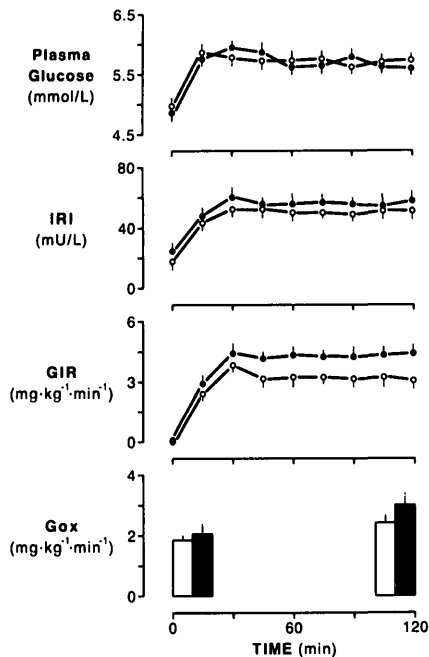 6.5
Plasma
Glucose
(mmol/L)
5.5
4.5
80
IRI
(mU/L)
40
0
6
GIR
(mg·kg⁻¹·min⁻¹)
3
0
4
Gox
(mg·kg⁻¹·min⁻¹)
2
0
0 60 120
TIME (min)